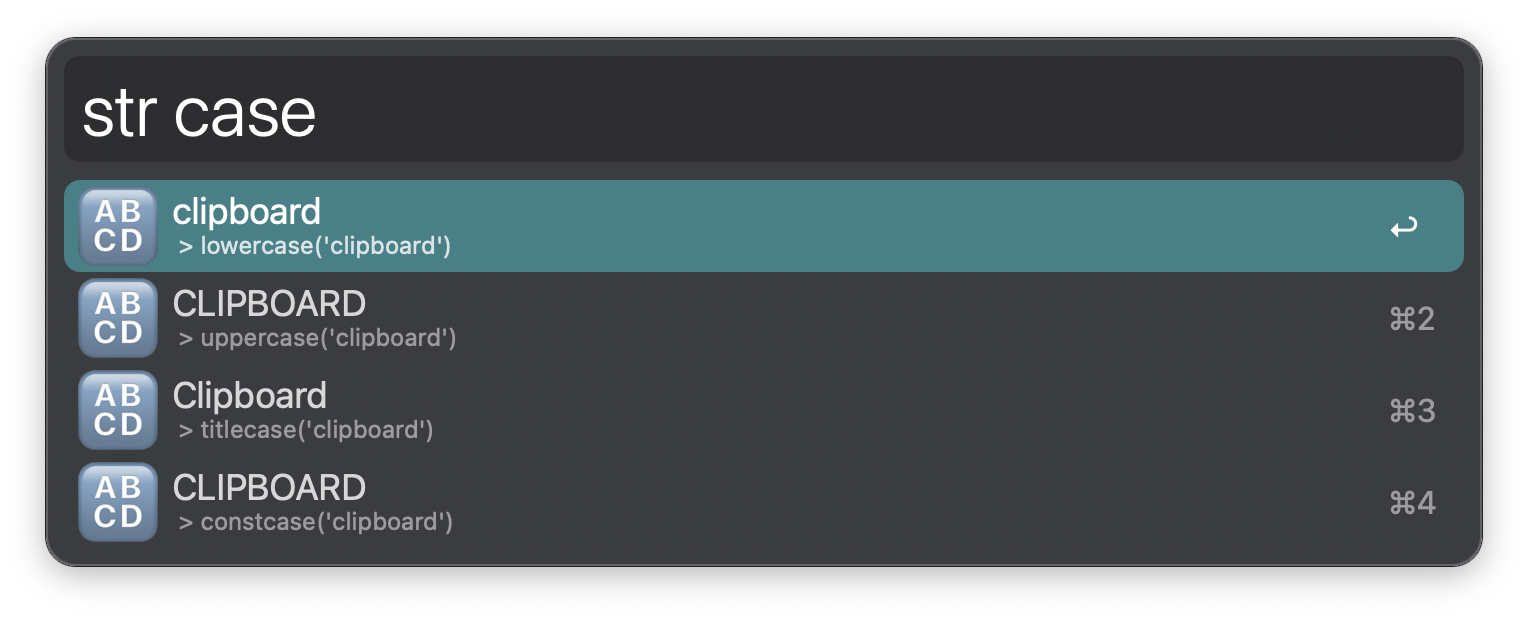 str case
AB
CD
clipboard
> lowercase('clipboard')
↩
AB
CD
CLIPBOARD
> uppercase('clipboard')
⌘2
AB
CD
Clipboard
> titlecase('clipboard')
⌘3
AB
CD
CLIPBOARD
> constcase('clipboard')
⌘4